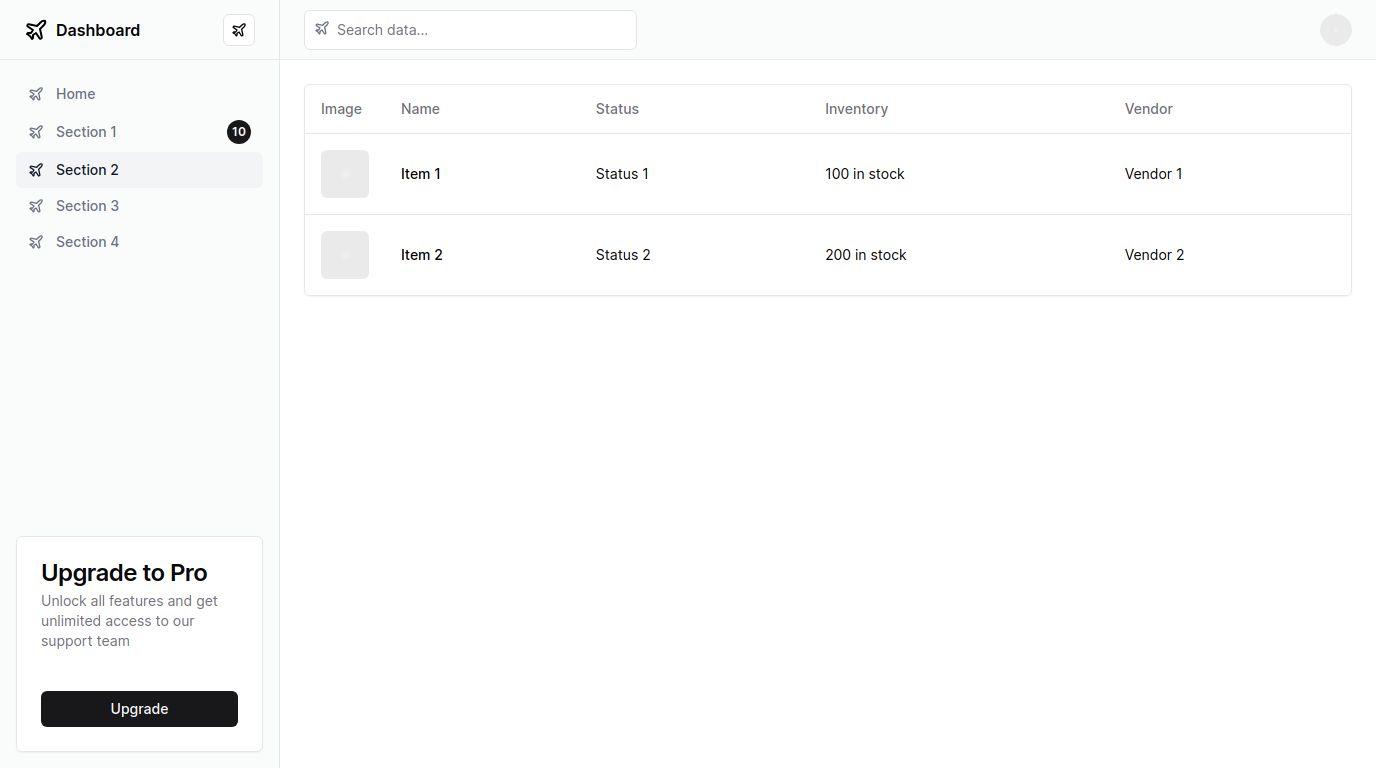 Dashboard
Search data...
Home
Section 1
10
Section 2
Section 3
Section 4
Upgrade to Pro
Unlock all features and get
unlimited access to our
support team
Upgrade
Image Name Status Inventory Vendor
Item 1 Status 1 100 in stock Vendor 1
Item 2 Status 2 200 in stock Vendor 2